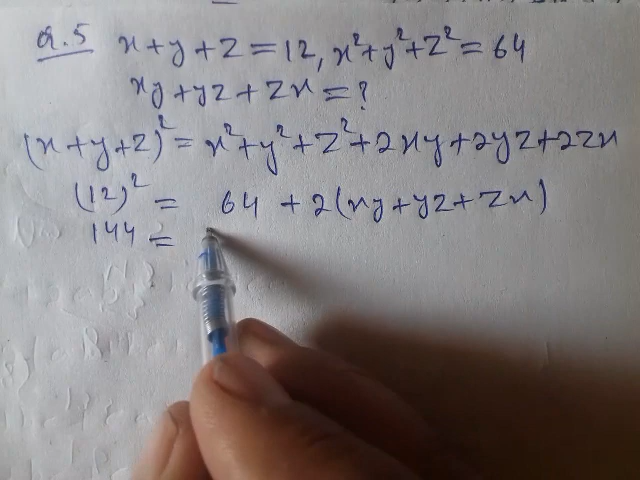 Q.5 x+y+z=12, x²+y²+z²=64
xy+yz+zx=?
(x+y+z)²=x²+y²+z²+2xy+2yz+2zx
(12)² = 64 + 2(xy+yz+zx)
144 =